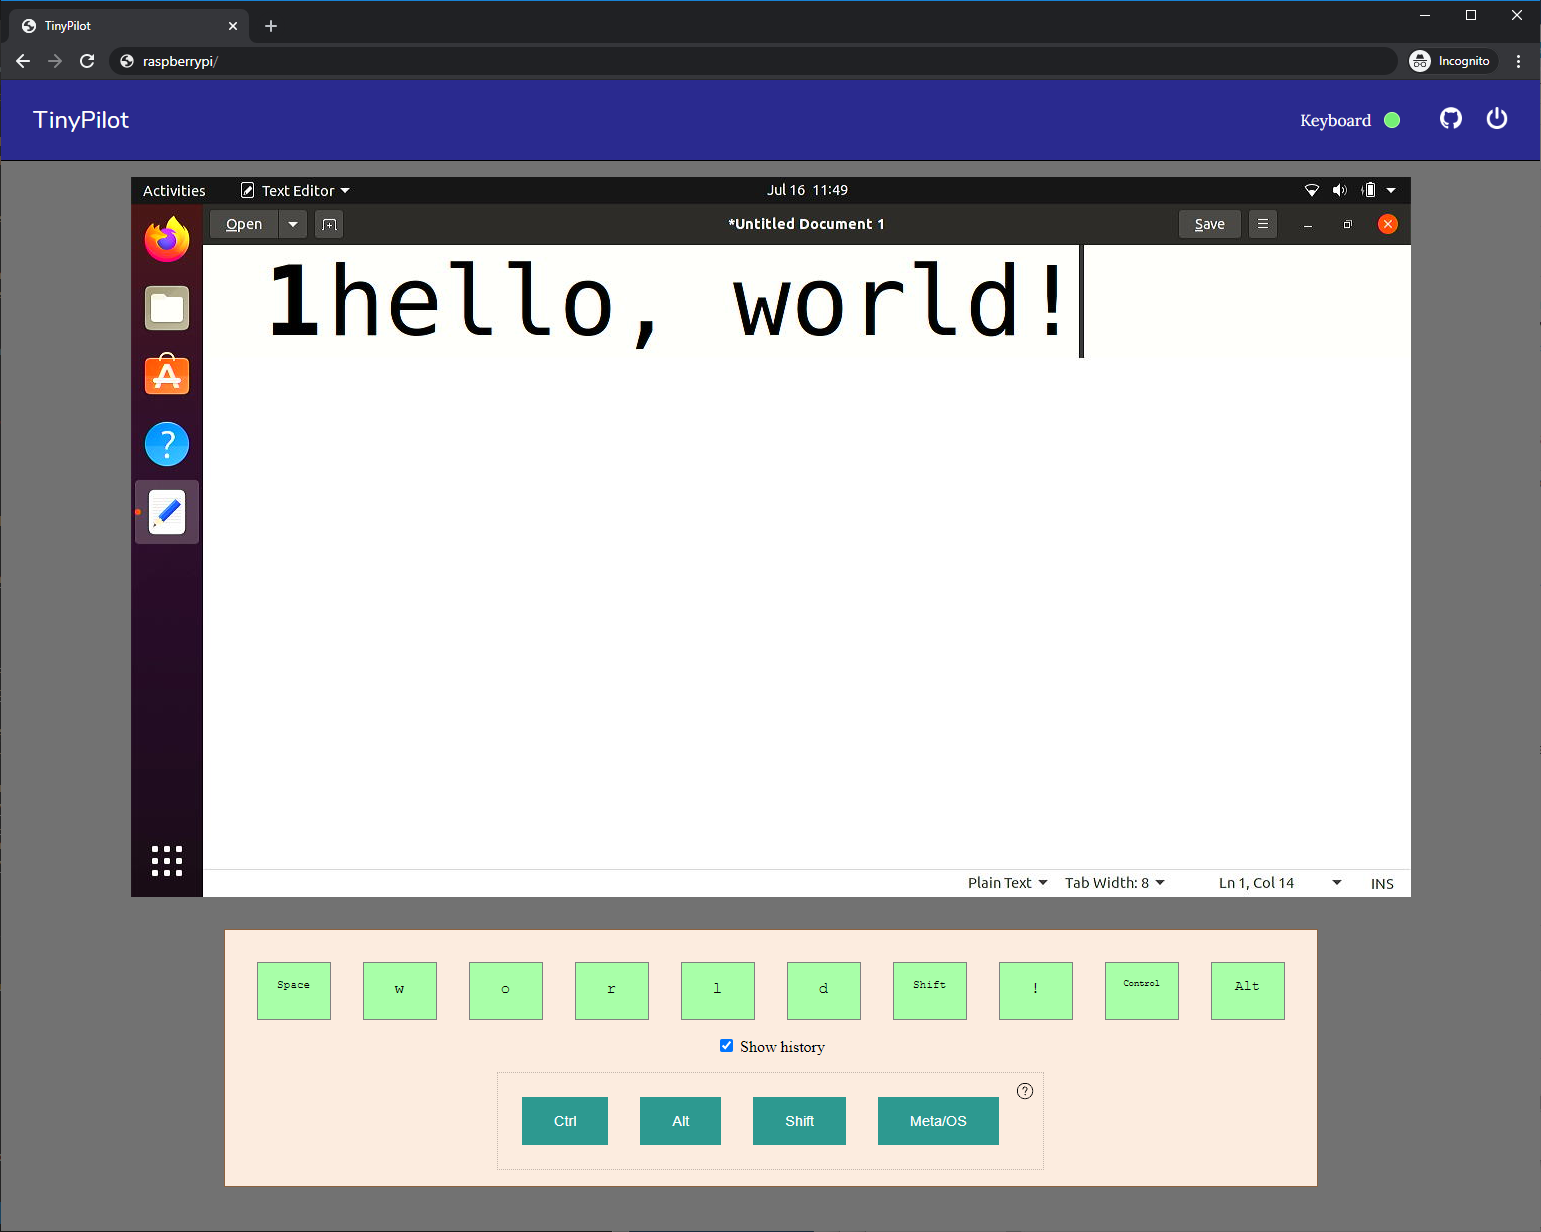 TinyPilot
raspberrypi/
Incognito
TinyPilot
Keyboard
Activities
Text Editor
Jul 16 11:49
Open
*Untitled Document 1
Save
1hello, world!
Plain Text
Tab Width: 8
Ln 1, Col 14
INS
Space
w
o
r
l
d
Shift
!
Control
Alt
Show history
?
Ctrl
Alt
Shift
Meta/OS